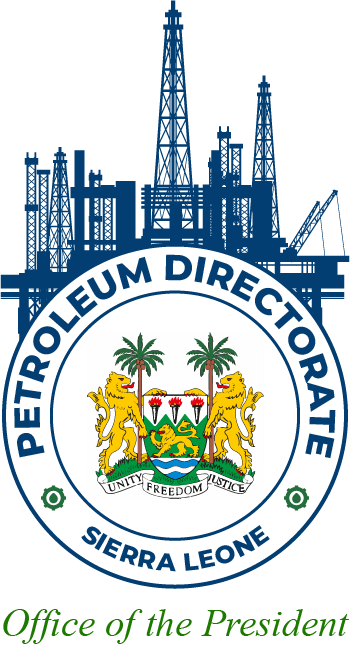 PETROLEUM DIRECTORATE
UNITY FREEDOM JUSTICE
SIERRA LEONE
Office of the President